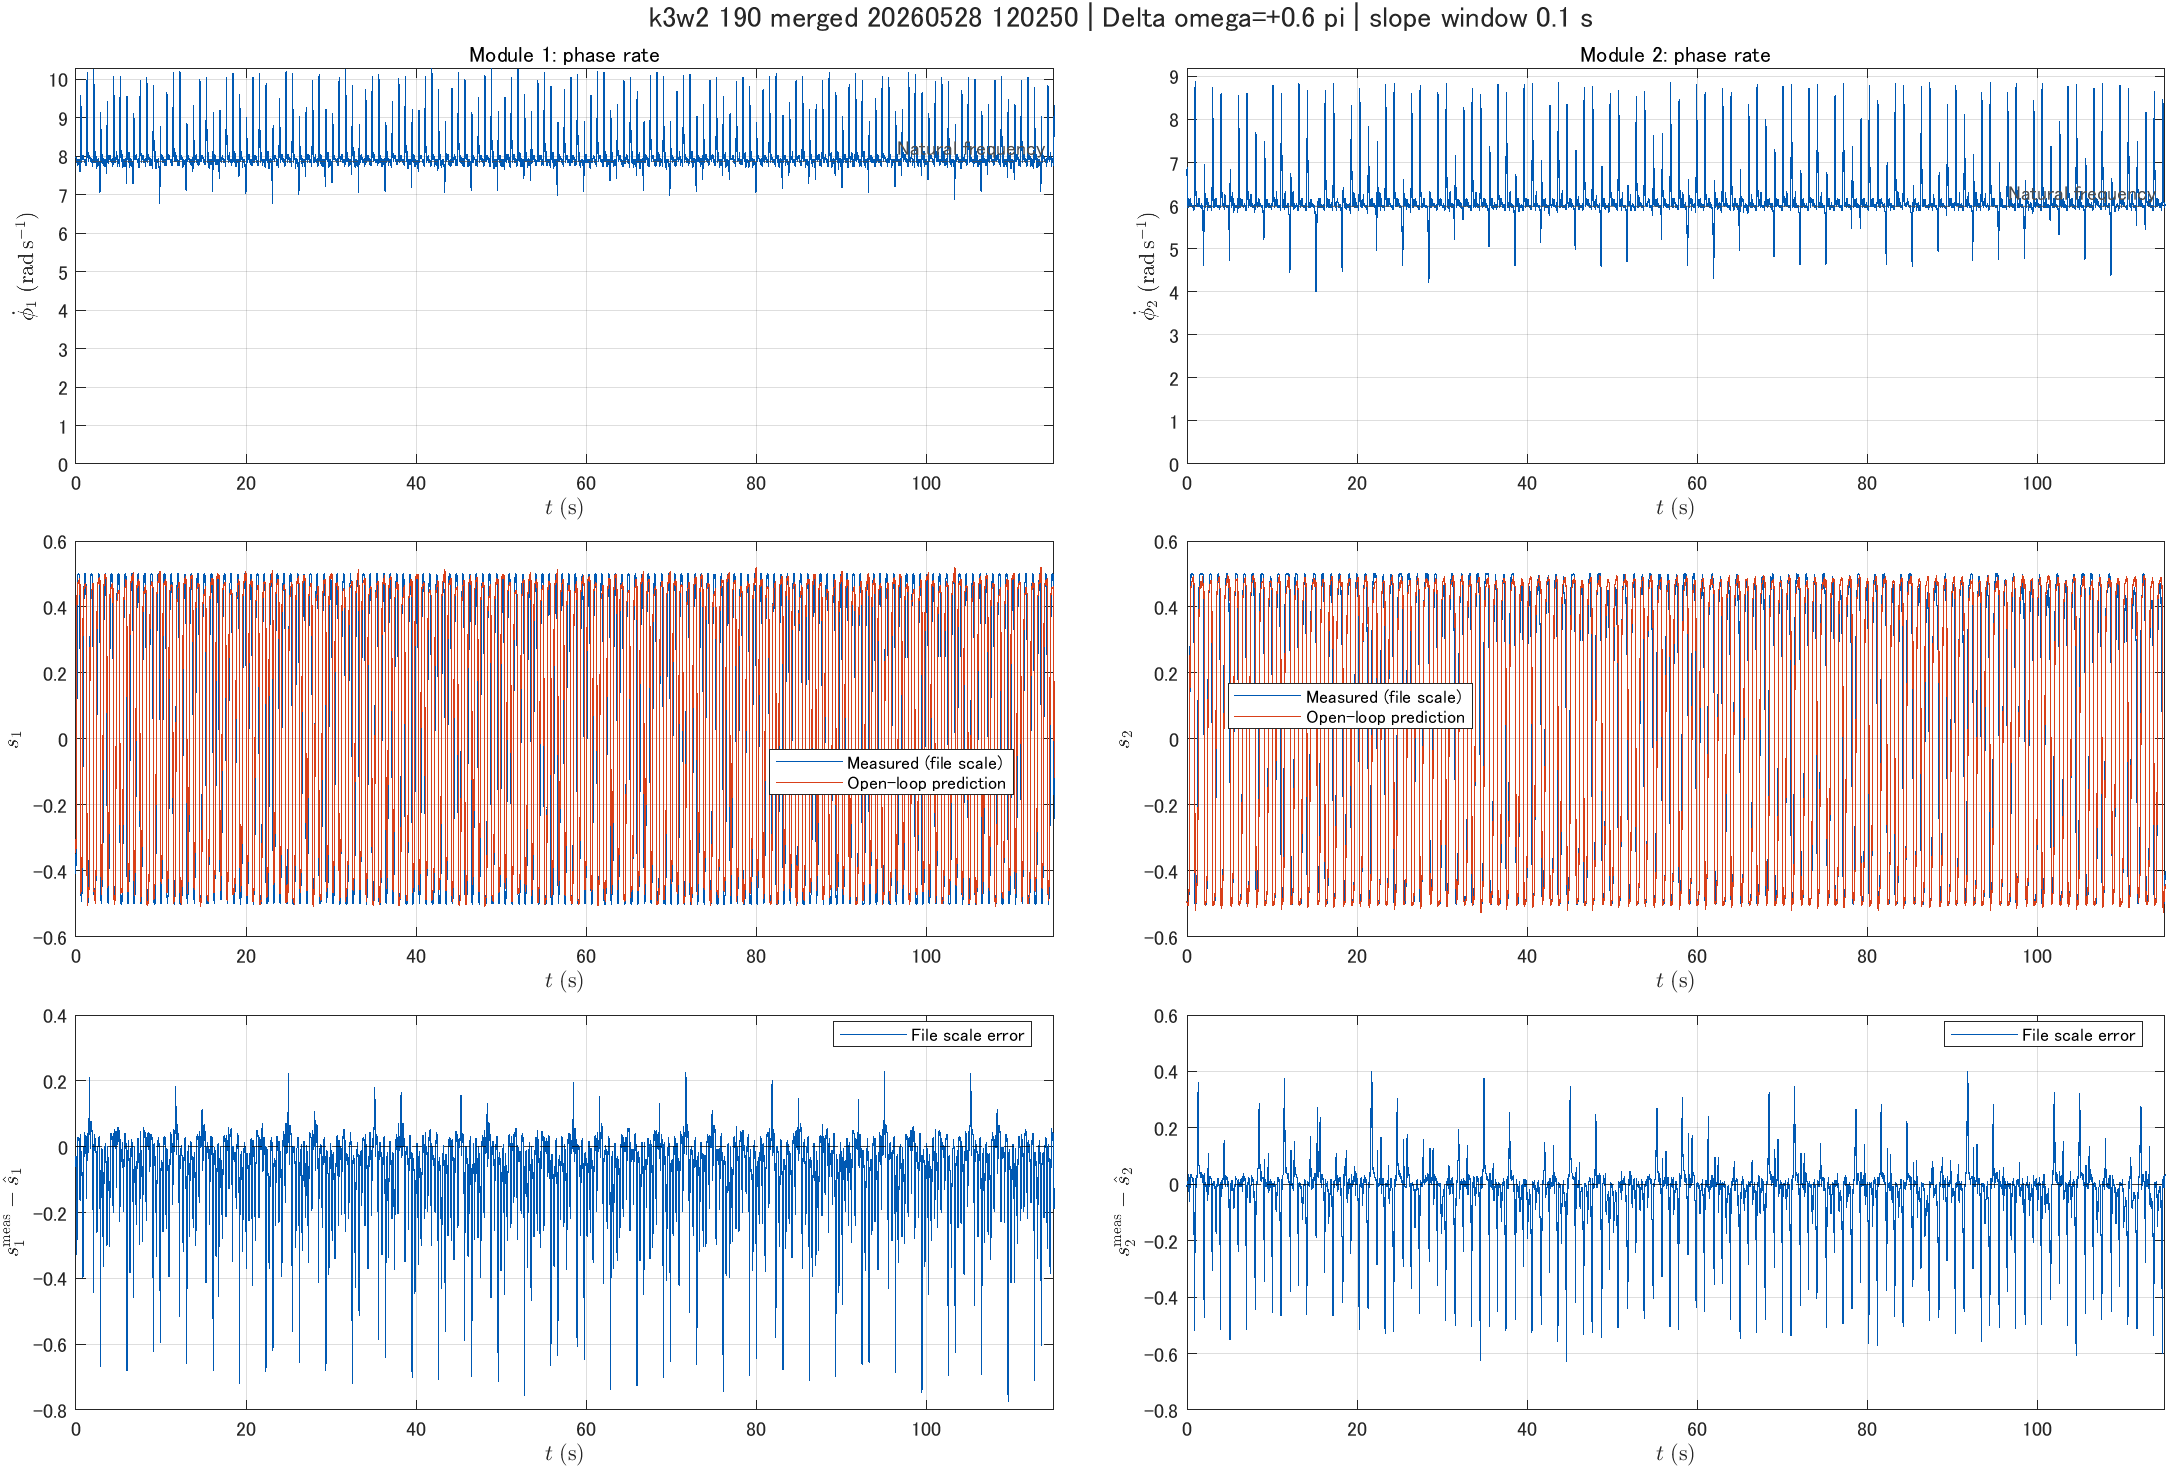 k3w2 190 merged 20260528 120250 | Delta omega=+0.6 pi | slope window 0.1 s
Module 1: phase rate
10
9
8
7
6
5
4
3
2
1
0
Natural frequency
0 20 40 60 80 100
t (s)
ϕ̇₁ (rad s⁻¹)
Module 2: phase rate
9
8
7
6
5
4
3
2
1
0
Natural frequency
0 20 40 60 80 100
t (s)
ϕ̇₂ (rad s⁻¹)
0.6
0.4
0.2
0
−0.2
−0.4
−0.6
s₁
Measured (file scale)
Open-loop prediction
0 20 40 60 80 100
t (s)
0.6
0.4
0.2
0
−0.2
−0.4
−0.6
s₂
Measured (file scale)
Open-loop prediction
0 20 40 60 80 100
t (s)
0.4
0.2
0
−0.2
−0.4
−0.6
−0.8
s₁ᵐᵉᵃˢ − ŝ₁
File scale error
0 20 40 60 80 100
t (s)
0.6
0.4
0.2
0
−0.2
−0.4
−0.6
−0.8
s₂ᵐᵉᵃˢ − ŝ₂
File scale error
0 20 40 60 80 100
t (s)